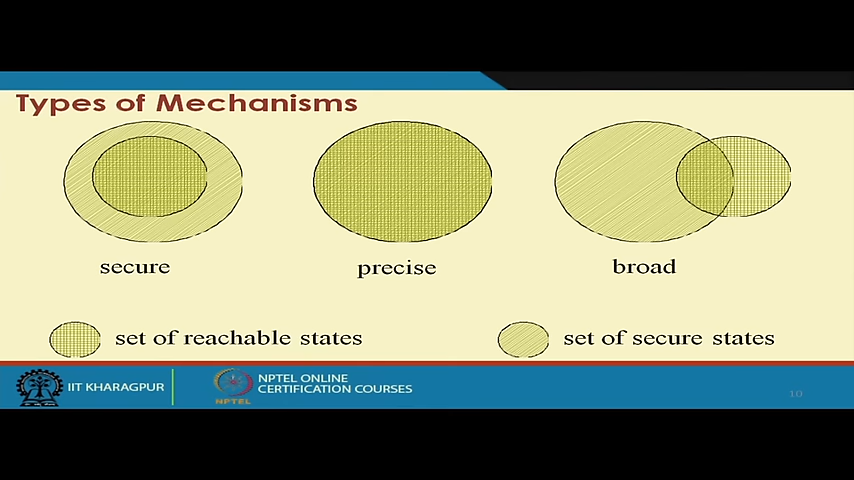 Types of Mechanisms
secure
precise
broad
set of reachable states
set of secure states
IIT KHARAGPUR
NPTEL
NPTEL ONLINE
CERTIFICATION COURSES
10